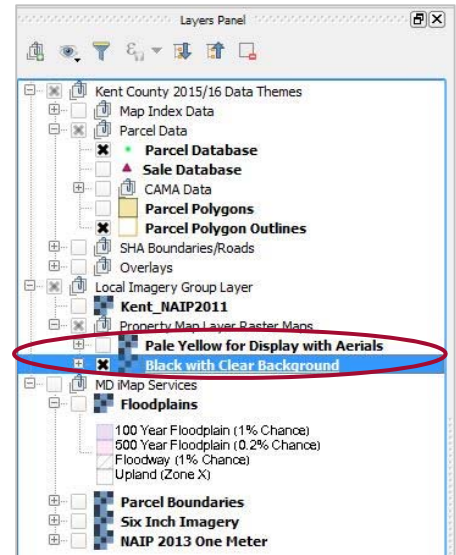 Layers Panel
Kent County 2015/16 Data Themes
Map Index Data
Parcel Data
Parcel Database
Sale Database
CAMA Data
Parcel Polygons
Parcel Polygon Outlines
SHA Boundaries/Roads
Overlays
Local Imagery Group Layer
Kent_NAIP2011
Property Map Layer Raster Maps
Pale Yellow for Display with Aerials
Black with Clear Background
MD iMap Services
Floodplains
100 Year Floodplain (1% Chance)
500 Year Floodplain (0.2% Chance)
Floodway (1% Chance)
Upland (Zone X)
Parcel Boundaries
Six Inch Imagery
NAIP 2013 One Meter